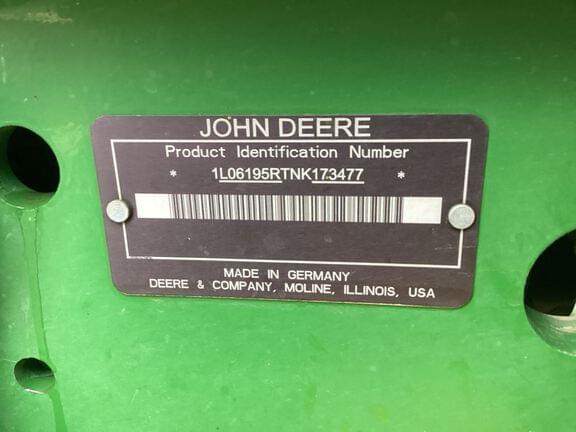 JOHN DEERE
Product Identification Number
* 1L06195RTNK173477 *
MADE IN GERMANY
DEERE & COMPANY, MOLINE, ILLINOIS, USA